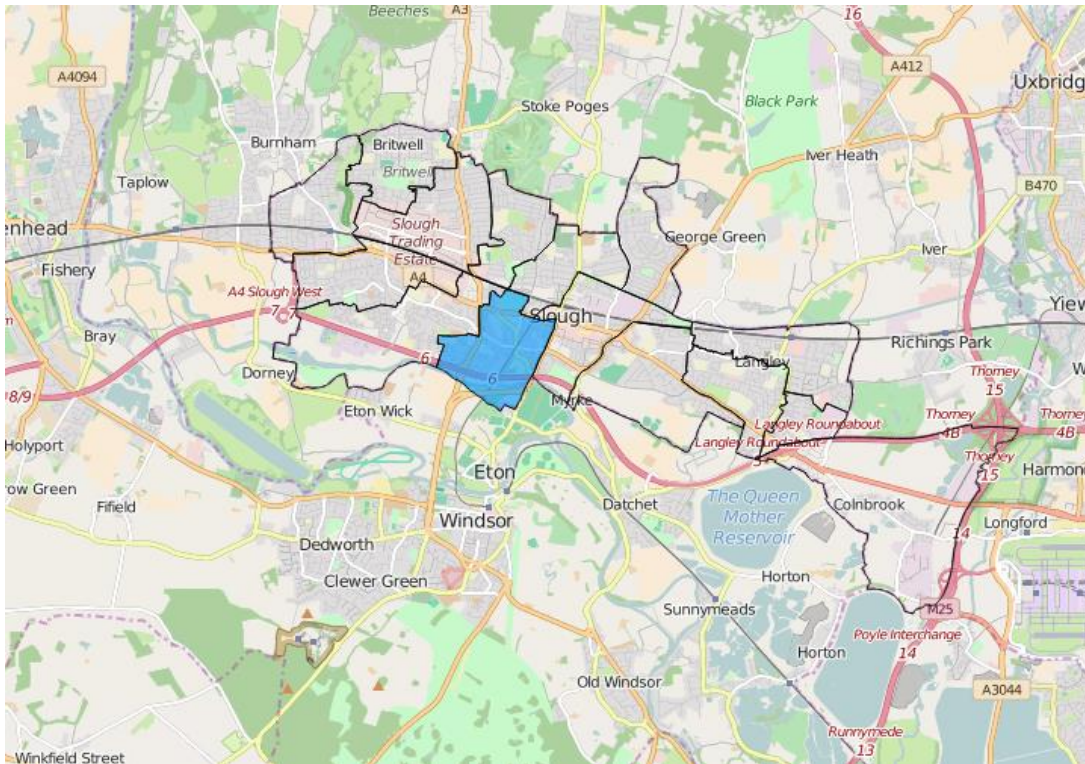 Beeches
A3
16
A4094
A412
Uxbridg
Black Park
Stoke Poges
Burnham
Britwell
Britwell
Iver Heath
Taplow
B470
enhead
Slough
Trading
Estate
George Green
Iver
Fishery
A4
A4 Slough West
7
7
Slough
Yiew
Bray
6
Richings Park
Langley
Dorney
6
Thorney
15
8/9
Eton Wick
Myrke
Thorney
4B
Thorney
4B
Langley Roundabout
Langley Roundabout
5
Holyport
Thorney
15
Eton
Harmon
row Green
Fifield
Datchet
The Queen
Mother
Reservoir
Colnbrook
Windsor
Longford
14
Dedworth
Clewer Green
Horton
Sunnymeads
M25
Poyle Interchange
14
Horton
Old Windsor
A3044
Runnymede
13
Winkfield Street